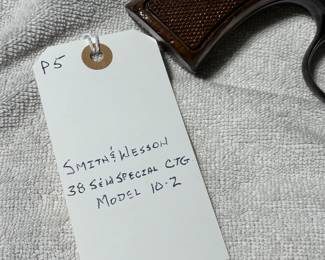 P5
SMITH & WESSON
38 S&W SPECIAL CTG
MODEL 10-2